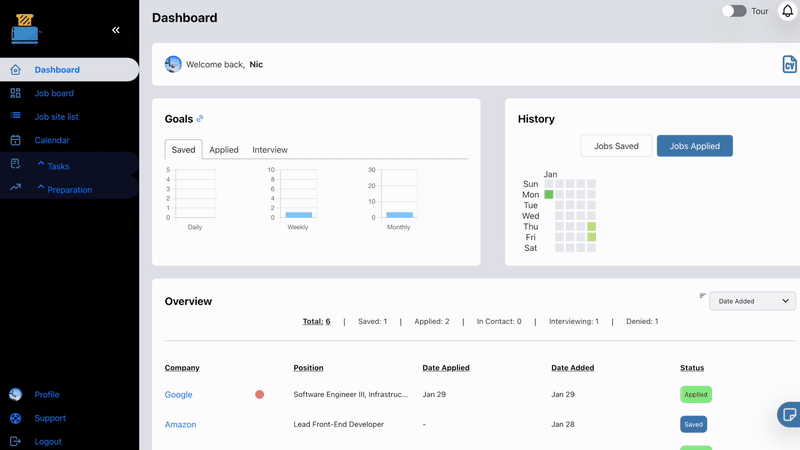 Dashboard
Tour
Dashboard
Job board
Job site list
Calendar
Tasks
Preparation
Profile
Support
Logout
Welcome back, Nic
CV
Goals
Saved Applied Interview
5
4
3
2
1
0
Daily
10
8
6
4
2
0
Weekly
30
20
10
0
Monthly
History
Jobs Saved Jobs Applied
Jan
Sun
Mon
Tue
Wed
Thu
Fri
Sat
Overview
Date Added
Total: 6 | Saved: 1 | Applied: 2 | In Contact: 0 | Interviewing: 1 | Denied: 1
Company Position Date Applied Date Added Status
Google Software Engineer III, Infrastruc... Jan 29 Jan 29 Applied
Amazon Lead Front-End Developer - Jan 28 Saved